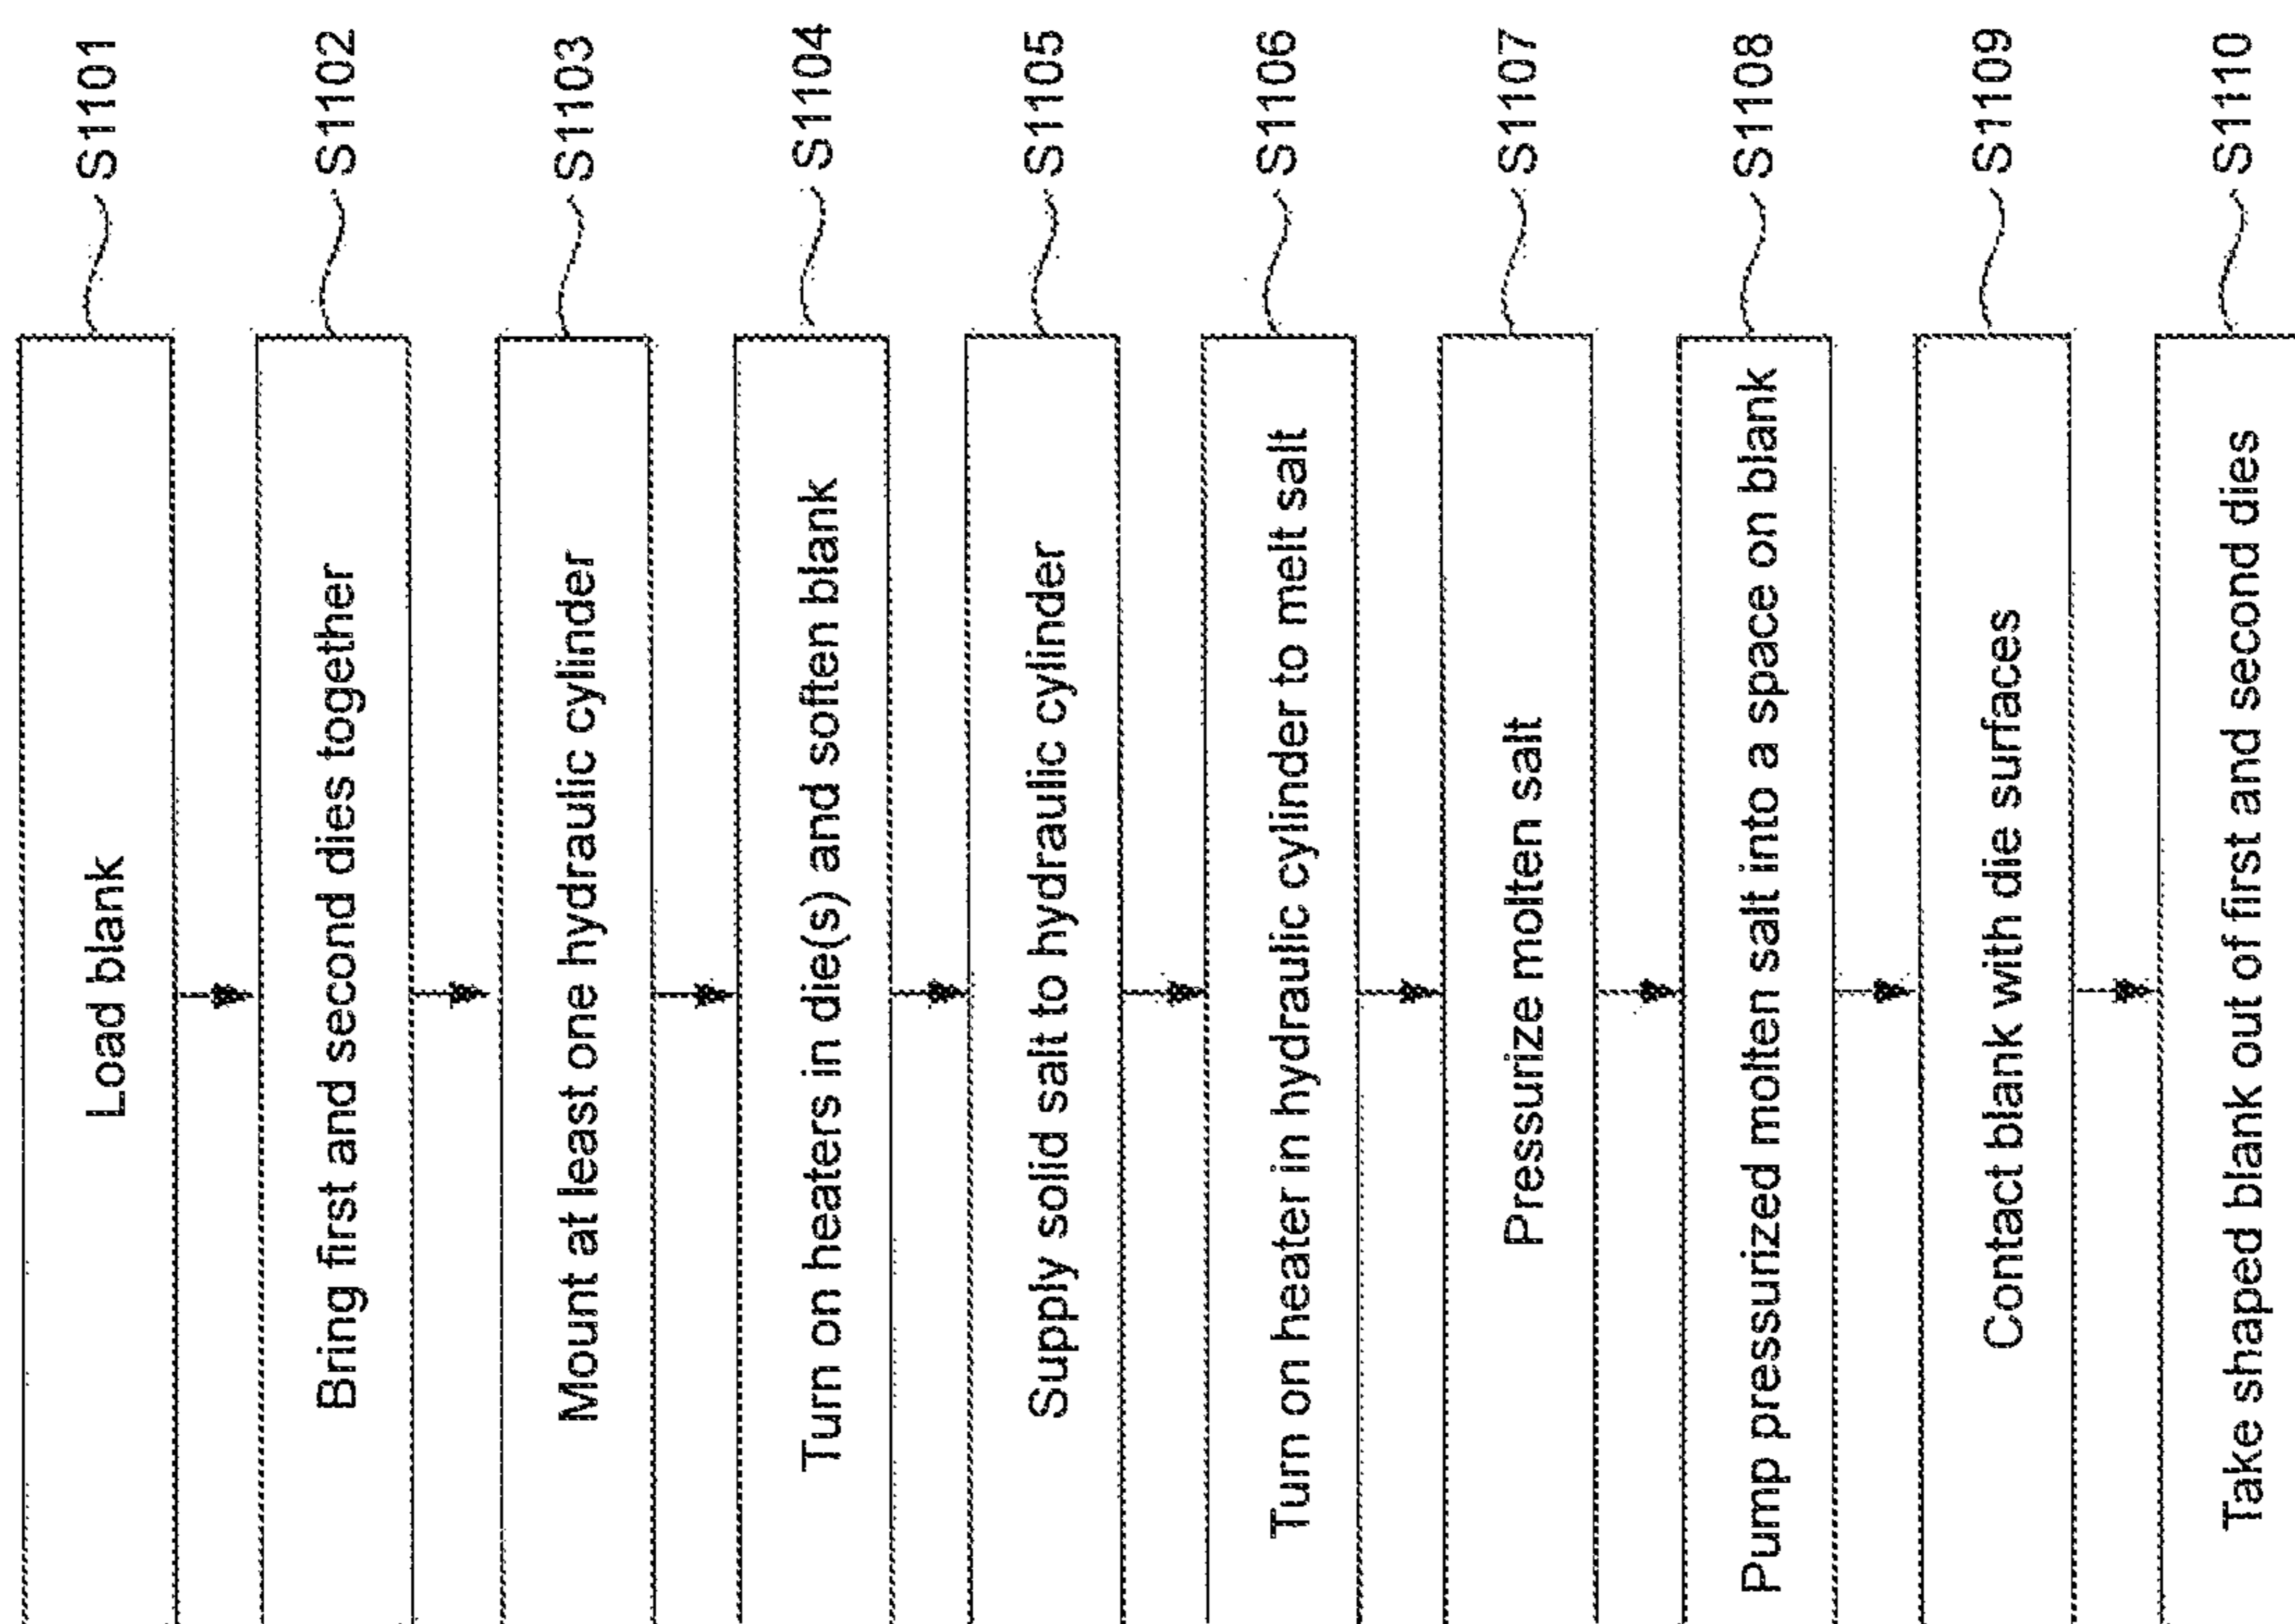 Load blank
S1101
Bring first and second dies together
S1102
Mount at least one hydraulic cylinder
S1103
Turn on heaters in die(s) and soften blank
S1104
Supply solid salt to hydraulic cylinder
S1105
Turn on heater in hydraulic cylinder to melt salt
S1106
Pressurize molten salt
S1107
Pump pressurized molten salt into a space on blank
S1108
Contact blank with die surfaces
S1109
Take shaped blank out of first and second dies
S1110